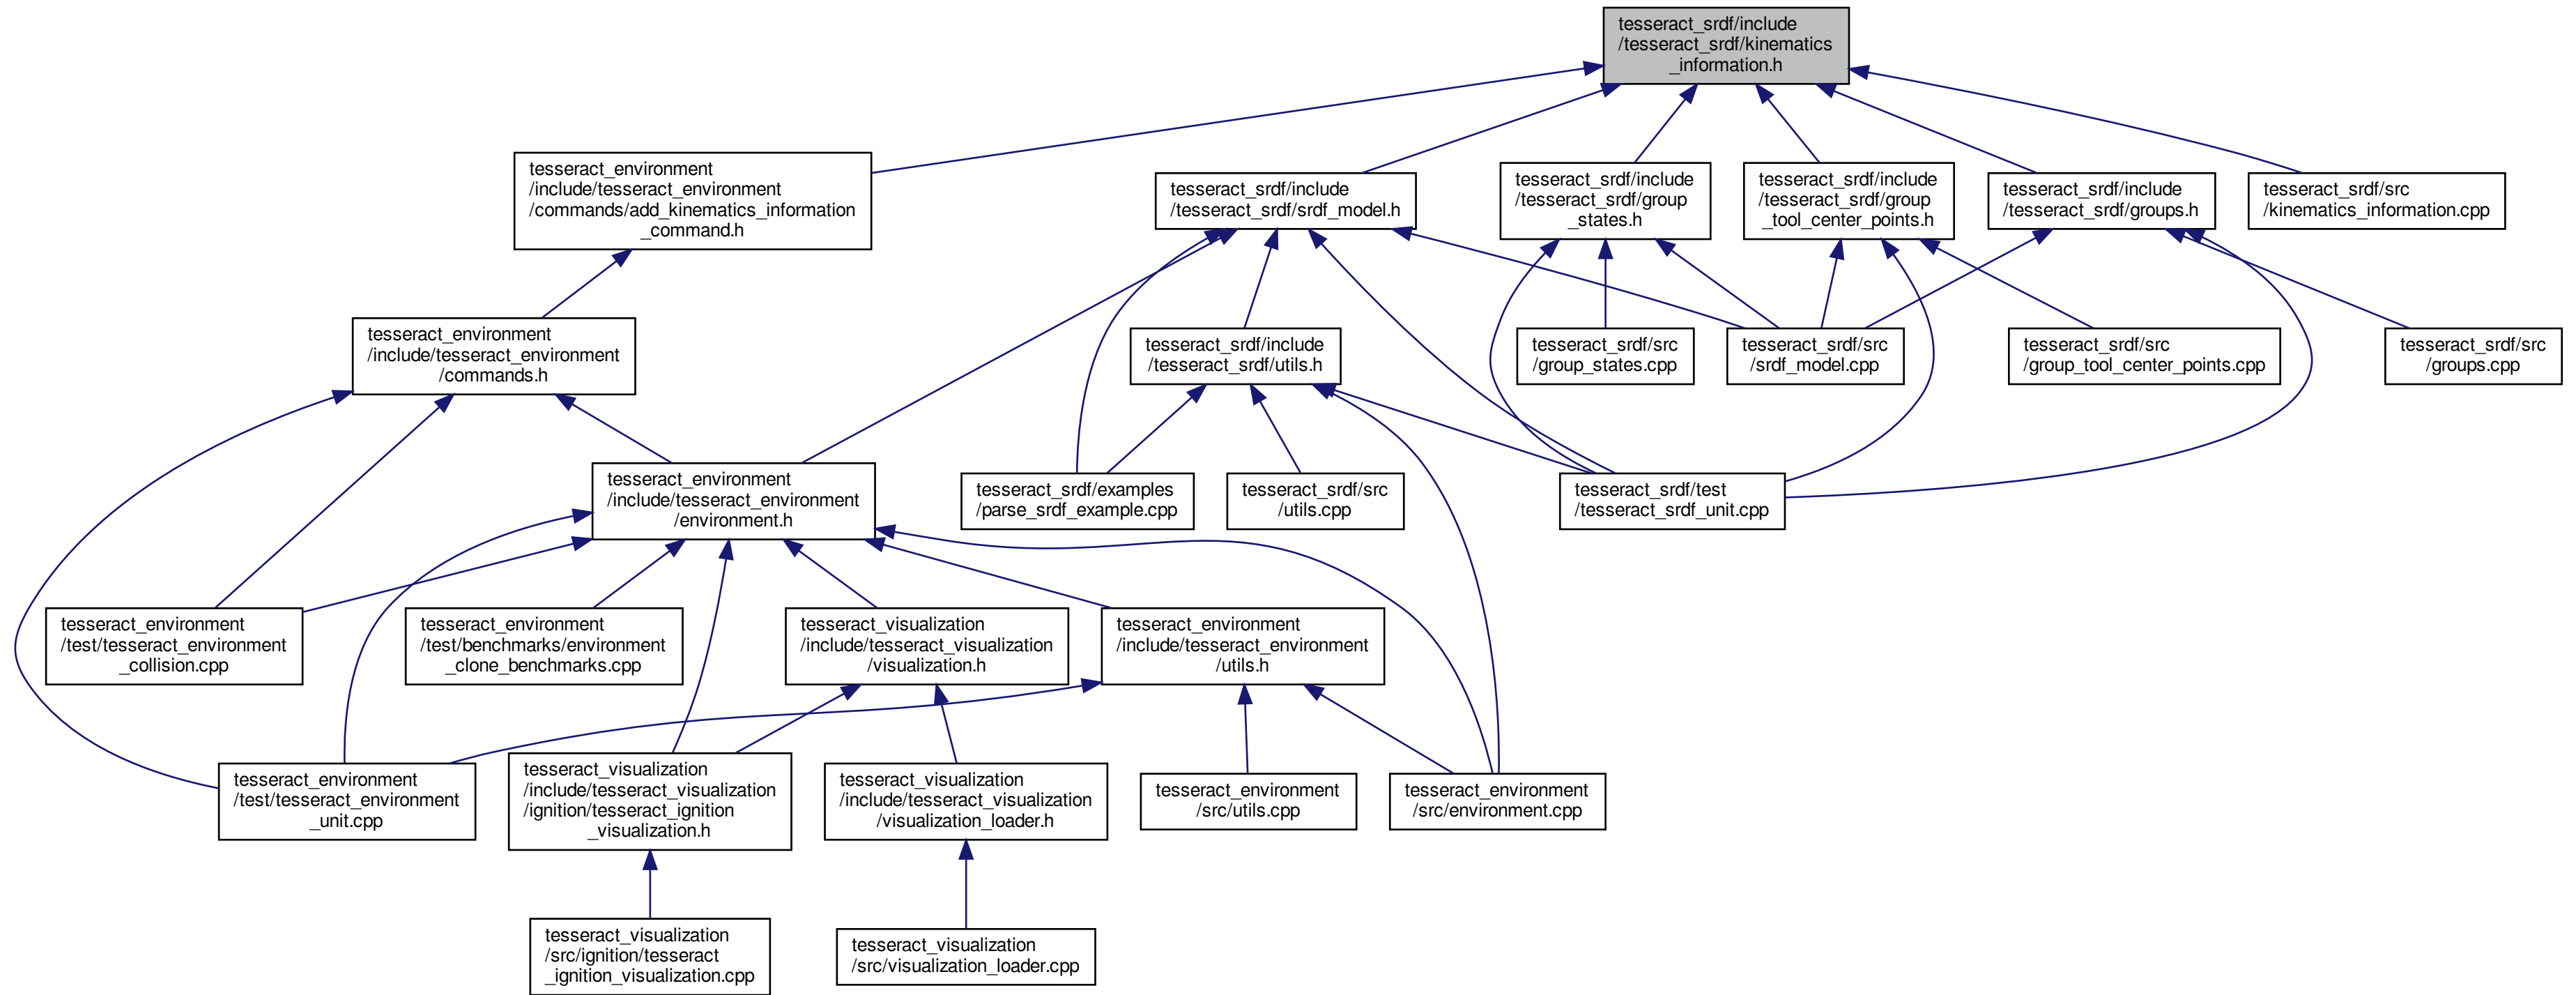 tesseract_srdf/include
/tesseract_srdf/kinematics
_information.h
tesseract_environment
/include/tesseract_environment
/commands/add_kinematics_information
_command.h
tesseract_srdf/include
/tesseract_srdf/srdf_model.h
tesseract_srdf/include
/tesseract_srdf/group
_states.h
tesseract_srdf/include
/tesseract_srdf/group
_tool_center_points.h
tesseract_srdf/include
/tesseract_srdf/groups.h
tesseract_srdf/src
/kinematics_information.cpp
tesseract_environment
/include/tesseract_environment
/commands.h
tesseract_srdf/include
/tesseract_srdf/utils.h
tesseract_srdf/src
/group_states.cpp
tesseract_srdf/src
/srdf_model.cpp
tesseract_srdf/src
/group_tool_center_points.cpp
tesseract_srdf/src
/groups.cpp
tesseract_environment
/include/tesseract_environment
/environment.h
tesseract_srdf/examples
/parse_srdf_example.cpp
tesseract_srdf/src
/utils.cpp
tesseract_srdf/test
/tesseract_srdf_unit.cpp
tesseract_environment
/test/tesseract_environment
_collision.cpp
tesseract_environment
/test/benchmarks/environment
_clone_benchmarks.cpp
tesseract_visualization
/include/tesseract_visualization
/visualization.h
tesseract_environment
/include/tesseract_environment
/utils.h
tesseract_environment
/test/tesseract_environment
_unit.cpp
tesseract_visualization
/include/tesseract_visualization
/ignition/tesseract_ignition
_visualization.h
tesseract_visualization
/include/tesseract_visualization
/visualization_loader.h
tesseract_environment
/src/utils.cpp
tesseract_environment
/src/environment.cpp
tesseract_visualization
/src/ignition/tesseract
_ignition_visualization.cpp
tesseract_visualization
/src/visualization_loader.cpp